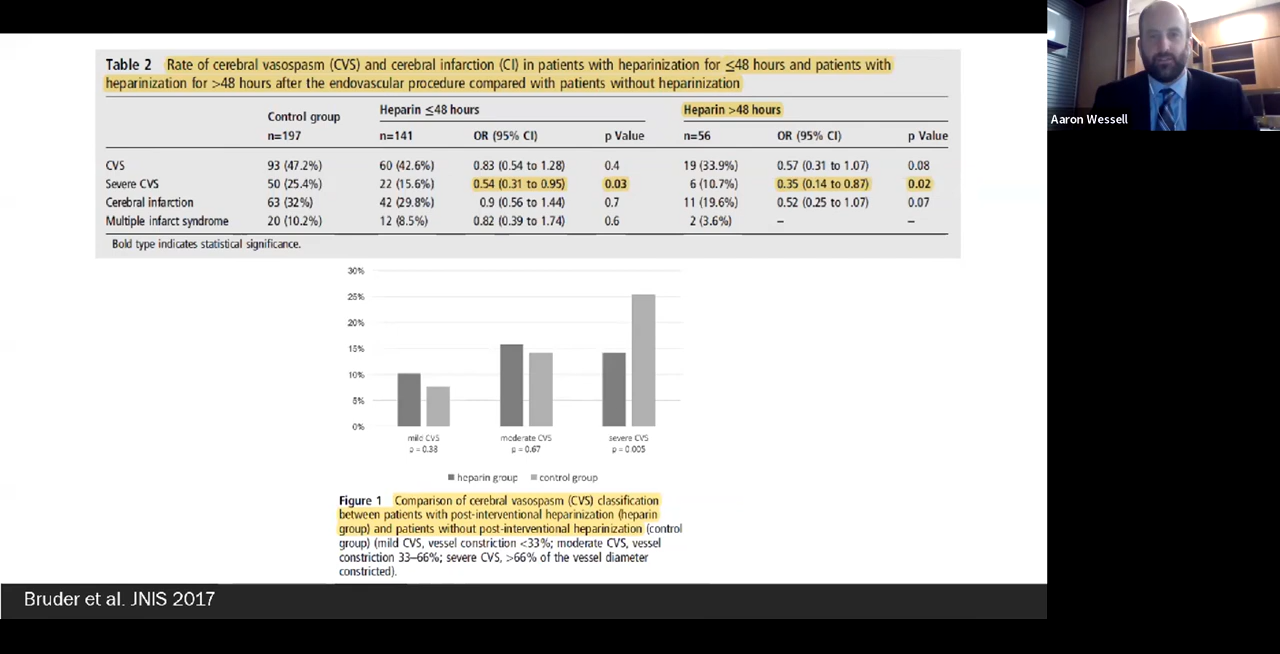 Table 2 Rate of cerebral vasospasm (CVS) and cerebral infarction (CI) in patients with heparinization for ≤48 hours and patients with
heparinization for >48 hours after the endovascular procedure compared with patients without heparinization
Control group Heparin ≤48 hours Heparin >48 hours
n=197 n=141 OR (95% CI) p Value n=56 OR (95% CI) p Value
CVS 93 (47.2%) 60 (42.6%) 0.83 (0.54 to 1.28) 0.4 19 (33.9%) 0.57 (0.31 to 1.07) 0.08
Severe CVS 50 (25.4%) 22 (15.6%) 0.54 (0.31 to 0.95) 0.03 6 (10.7%) 0.35 (0.14 to 0.87) 0.02
Cerebral infarction 63 (32%) 42 (29.8%) 0.9 (0.56 to 1.44) 0.7 11 (19.6%) 0.52 (0.25 to 1.07) 0.07
Multiple infarct syndrome 20 (10.2%) 12 (8.5%) 0.82 (0.39 to 1.74) 0.6 2 (3.6%) – –
Bold type indicates statistical significance.
30%
25%
20%
15%
10%
5%
0%
mild CVS moderate CVS severe CVS
p = 0.38 p = 0.67 p = 0.005
heparin group control group
Figure 1 Comparison of cerebral vasospasm (CVS) classification
between patients with post-interventional heparinization (heparin
group) and patients without post-interventional heparinization (control
group) (mild CVS, vessel constriction <33%; moderate CVS, vessel
constriction 33–66%; severe CVS, >66% of the vessel diameter
constricted).
Bruder et al. JNIS 2017
Aaron Wessell